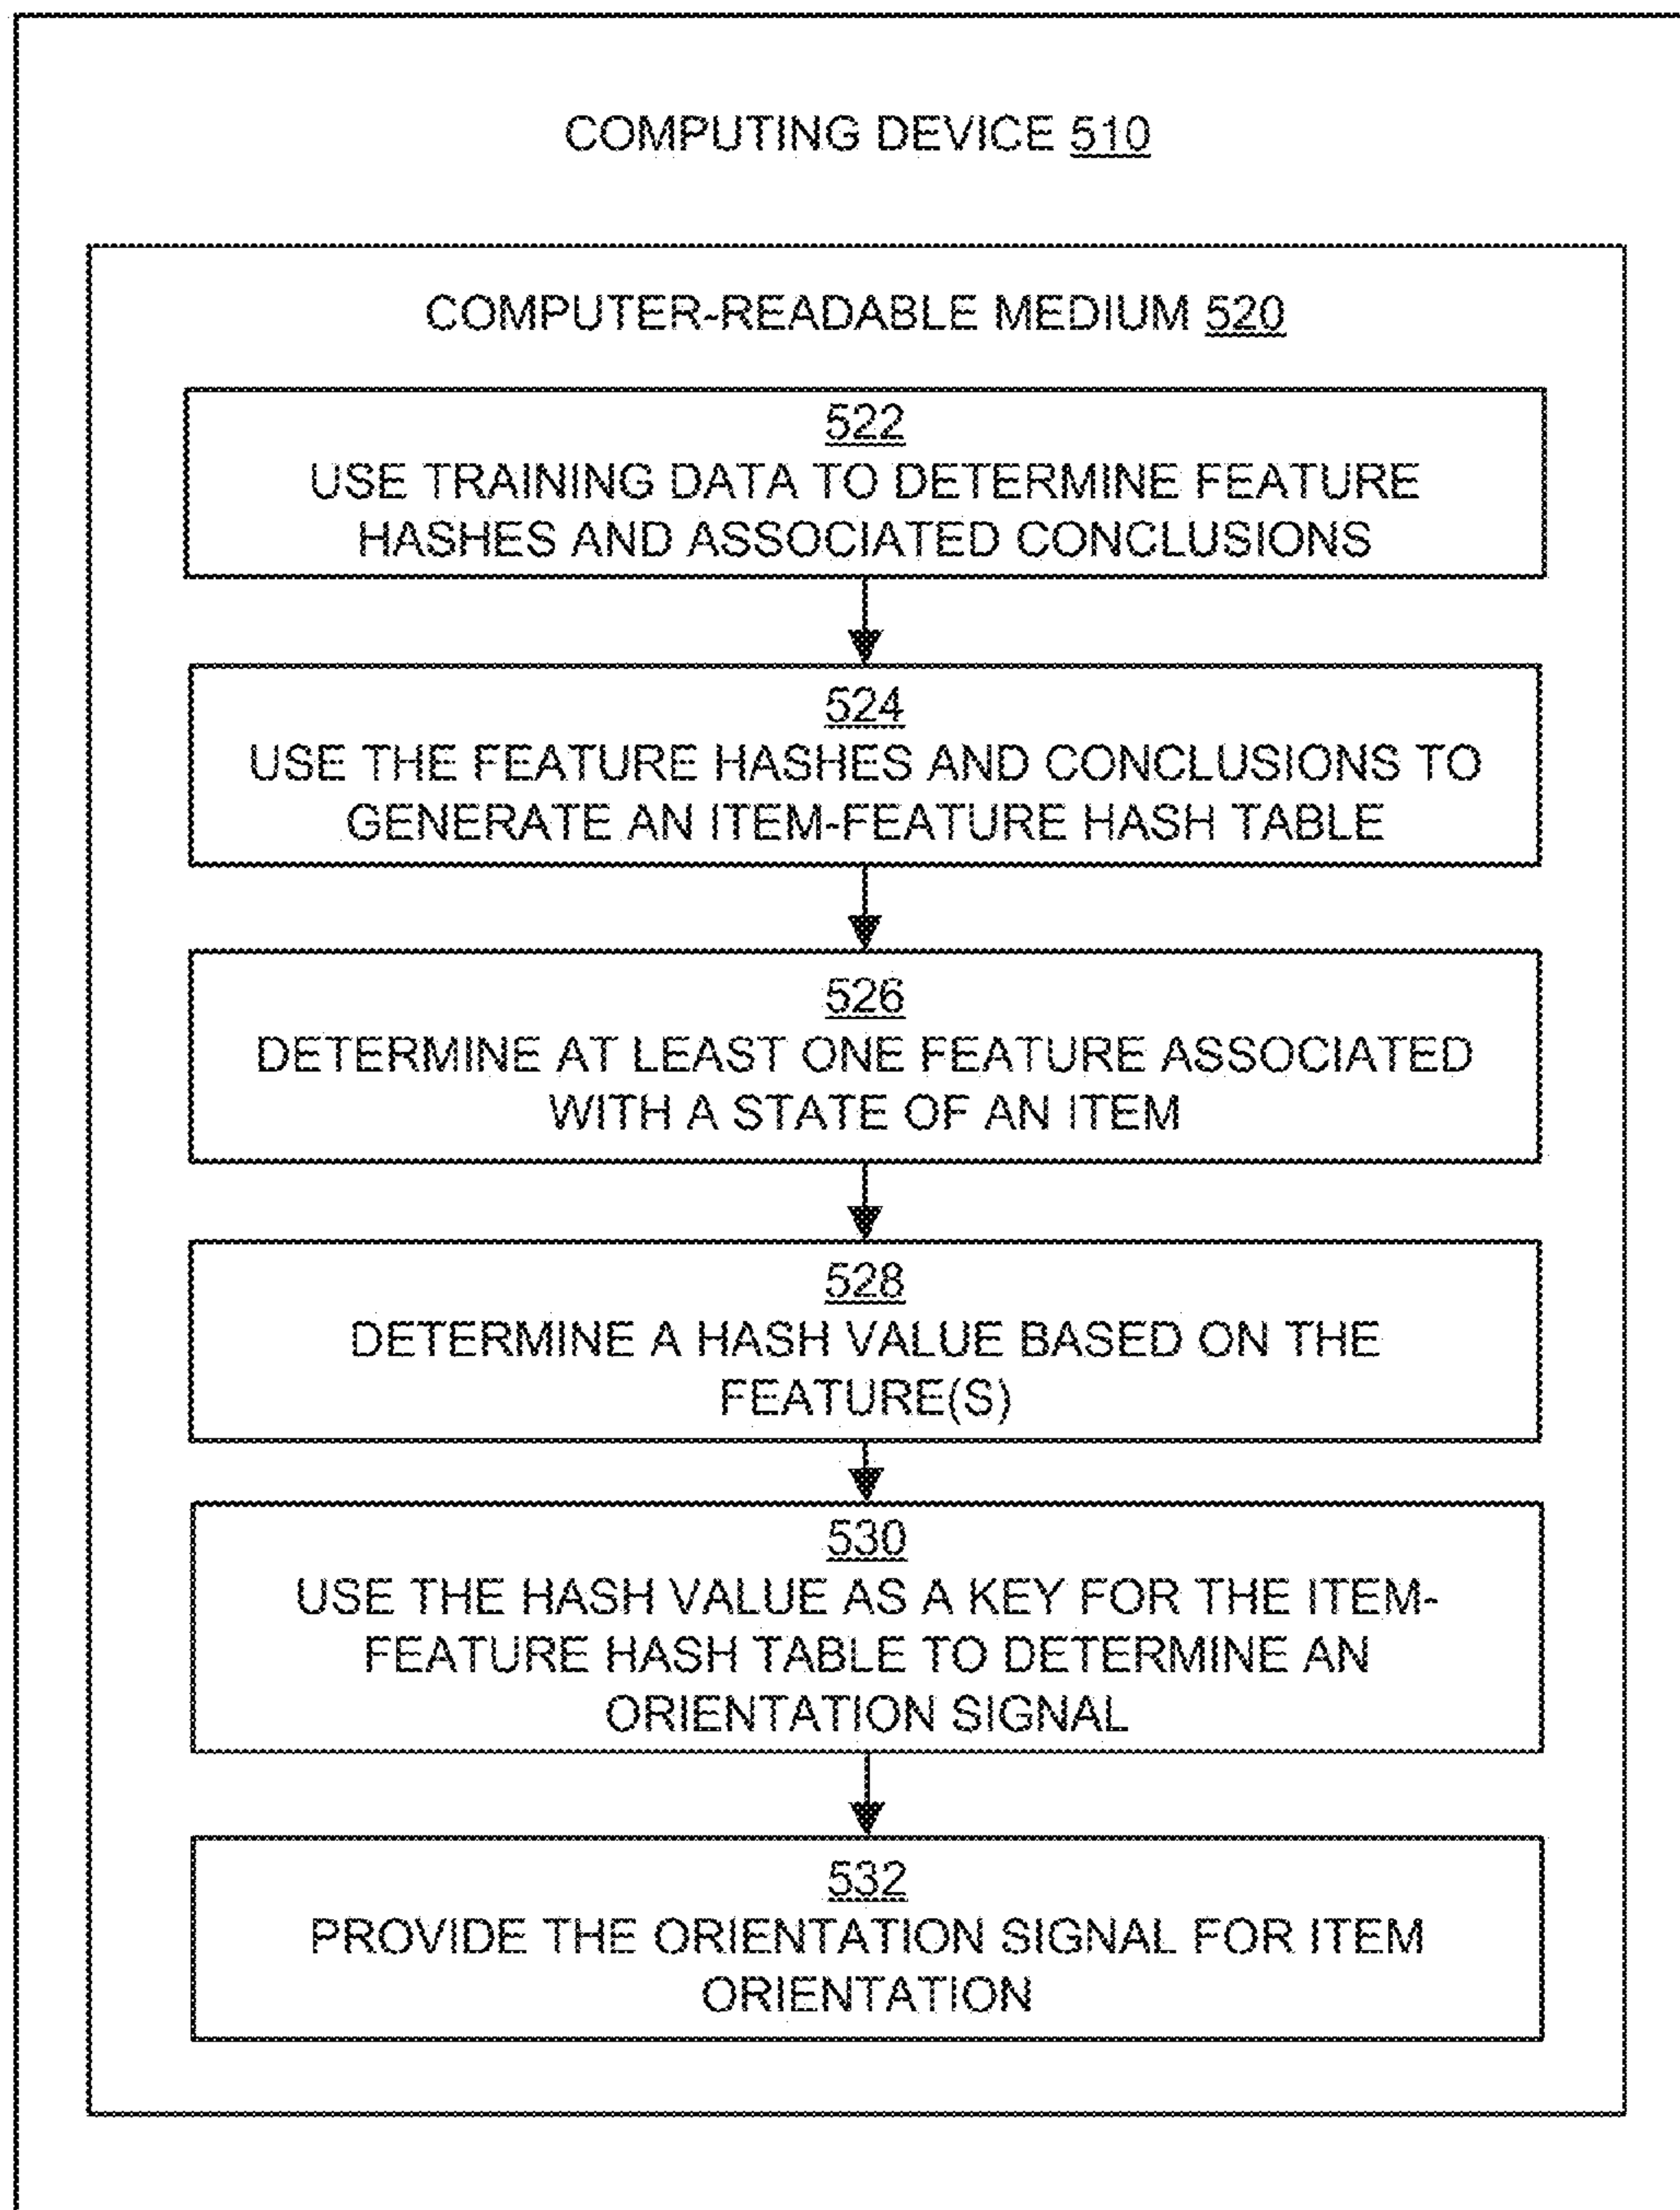 COMPUTING DEVICE 510
COMPUTER-READABLE MEDIUM 520
522
USE TRAINING DATA TO DETERMINE FEATURE
HASHES AND ASSOCIATED CONCLUSIONS
524
USE THE FEATURE HASHES AND CONCLUSIONS TO
GENERATE AN ITEM-FEATURE HASH TABLE
526
DETERMINE AT LEAST ONE FEATURE ASSOCIATED
WITH A STATE OF AN ITEM
528
DETERMINE A HASH VALUE BASED ON THE
FEATURE(S)
530
USE THE HASH VALUE AS A KEY FOR THE ITEM-
FEATURE HASH TABLE TO DETERMINE AN
ORIENTATION SIGNAL
532
PROVIDE THE ORIENTATION SIGNAL FOR ITEM
ORIENTATION